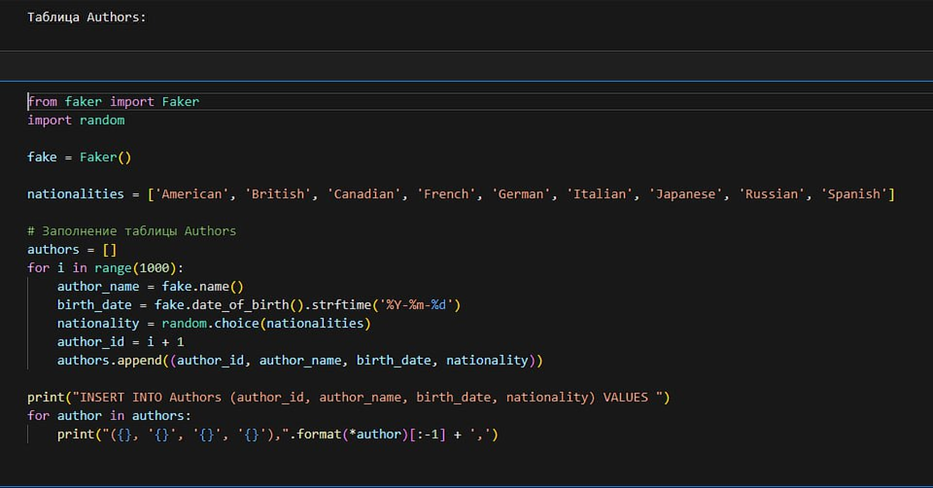 Таблица Authors:
from faker import Faker
import random
fake = Faker()
nationalities = ['American', 'British', 'Canadian', 'French', 'German', 'Italian', 'Japanese', 'Russian', 'Spanish']
# Заполнение таблицы Authors
authors = []
for i in range(1000):
    author_name = fake.name()
    birth_date = fake.date_of_birth().strftime('%Y-%m-%d')
    nationality = random.choice(nationalities)
    author_id = i + 1
    authors.append((author_id, author_name, birth_date, nationality))
print("INSERT INTO Authors (author_id, author_name, birth_date, nationality) VALUES ")
for author in authors:
    print("({}, '{}', '{}', '{}'),".format(*author)[:-1] + ',')